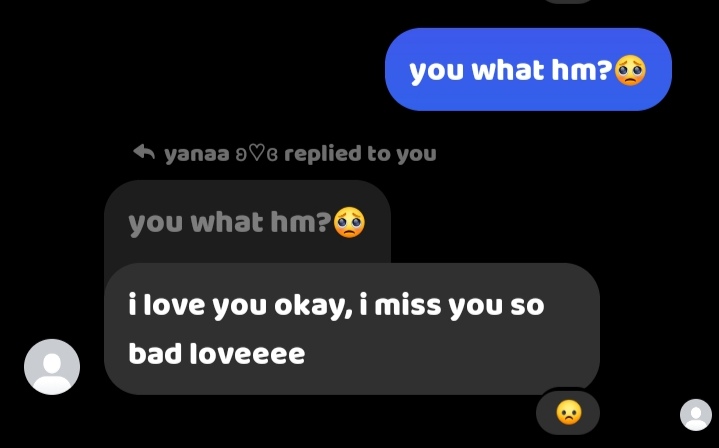 you what hm?🥺
yanaa ʚ♡ɞ replied to you
you what hm?🥺
i love you okay, i miss you so
bad loveeee